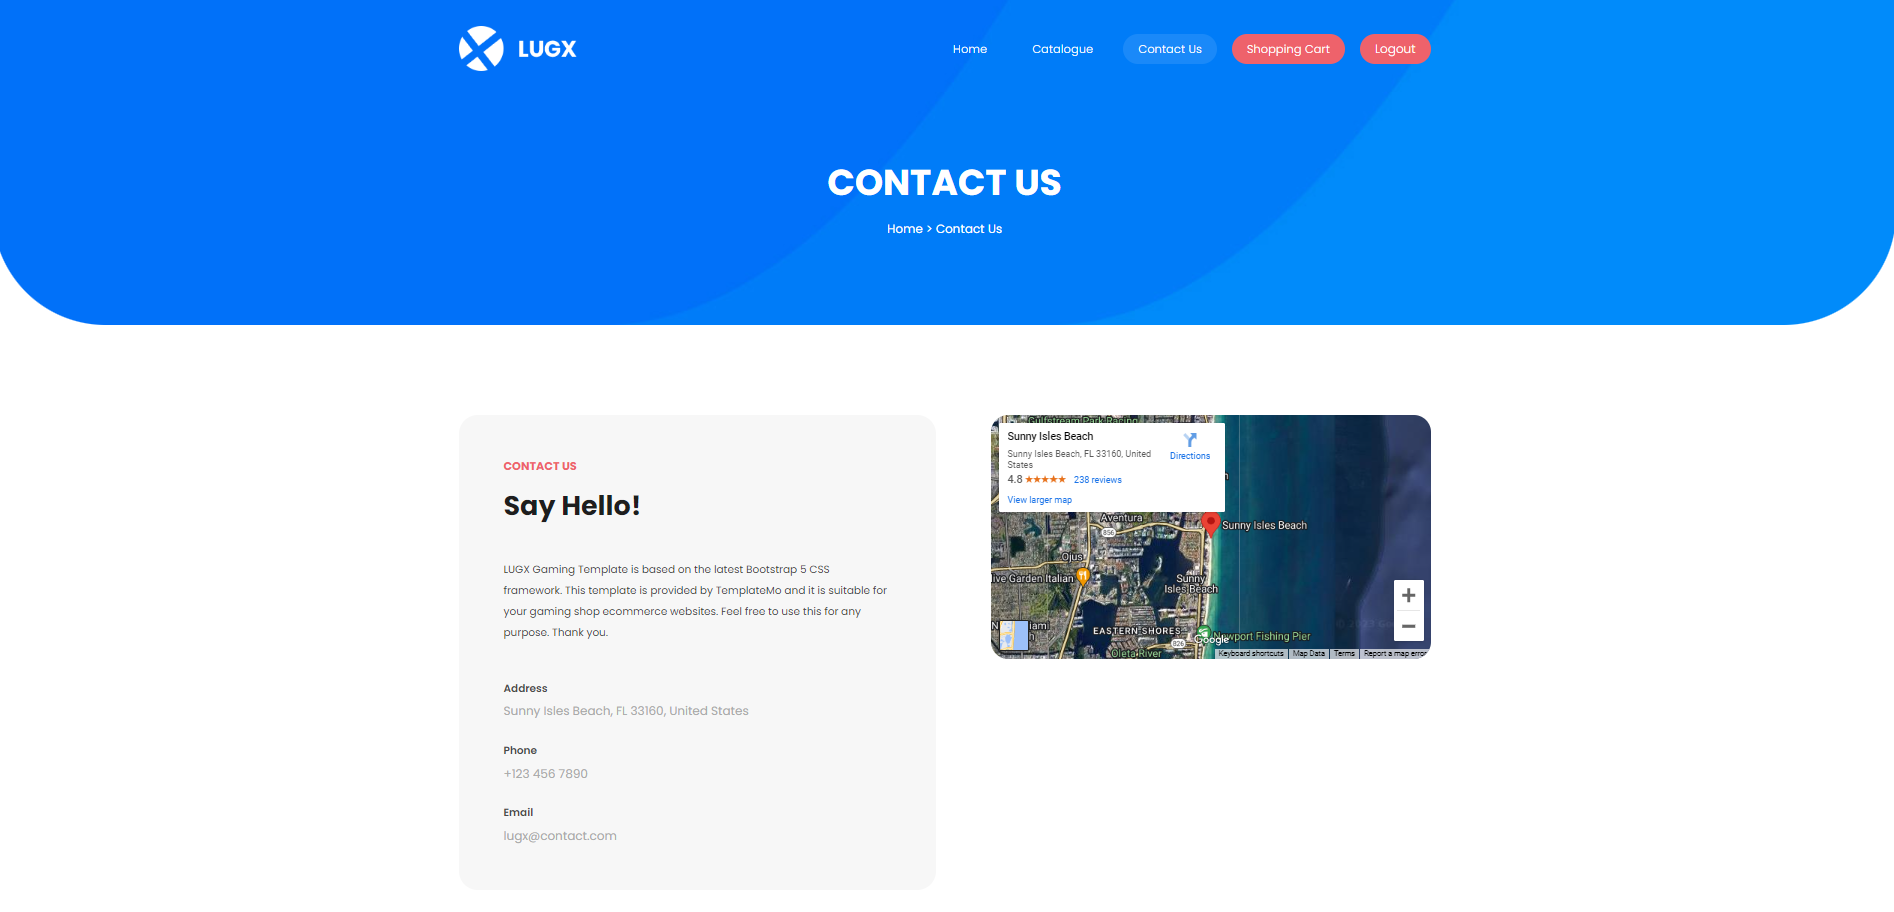 LUGX
Home
Catalogue
Contact Us
Shopping Cart
Logout
CONTACT US
Home > Contact Us
CONTACT US
Say Hello!
LUGX Gaming Template is based on the latest Bootstrap 5 CSS
framework. This template is provided by TemplateMo and it is suitable for
your gaming shop ecommerce websites. Feel free to use this for any
purpose. Thank you.
Address
Sunny Isles Beach, FL 33160, United States
Phone
+123 456 7890
Email
lugx@contact.com
Gulfstream Park Racing
Sunny Isles Beach
Sunny Isles Beach, FL 33160, United
States
Directions
4.8
238 reviews
View larger map
Aventura
856
Sunny Isles Beach
Ojus
ive Garden Italian
Sunny
Isles Beach
EASTERN SHORES
826
Google
Newport Fishing Pier
Oleta River
Keyboard shortcuts
Map Data
Terms
Report a map error